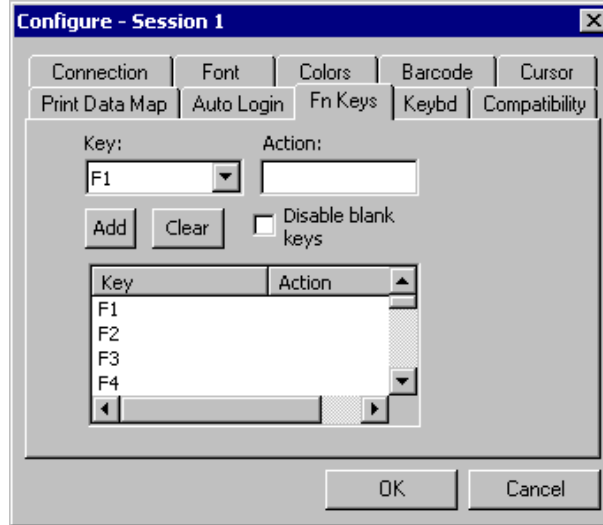 Configure - Session 1
Connection Font Colors Barcode Cursor
Print Data Map Auto Login Fn Keys Keybd Compatibility
Key: Action:
F1
Add Clear Disable blank
keys
Key Action
F1
F2
F3
F4
OK Cancel